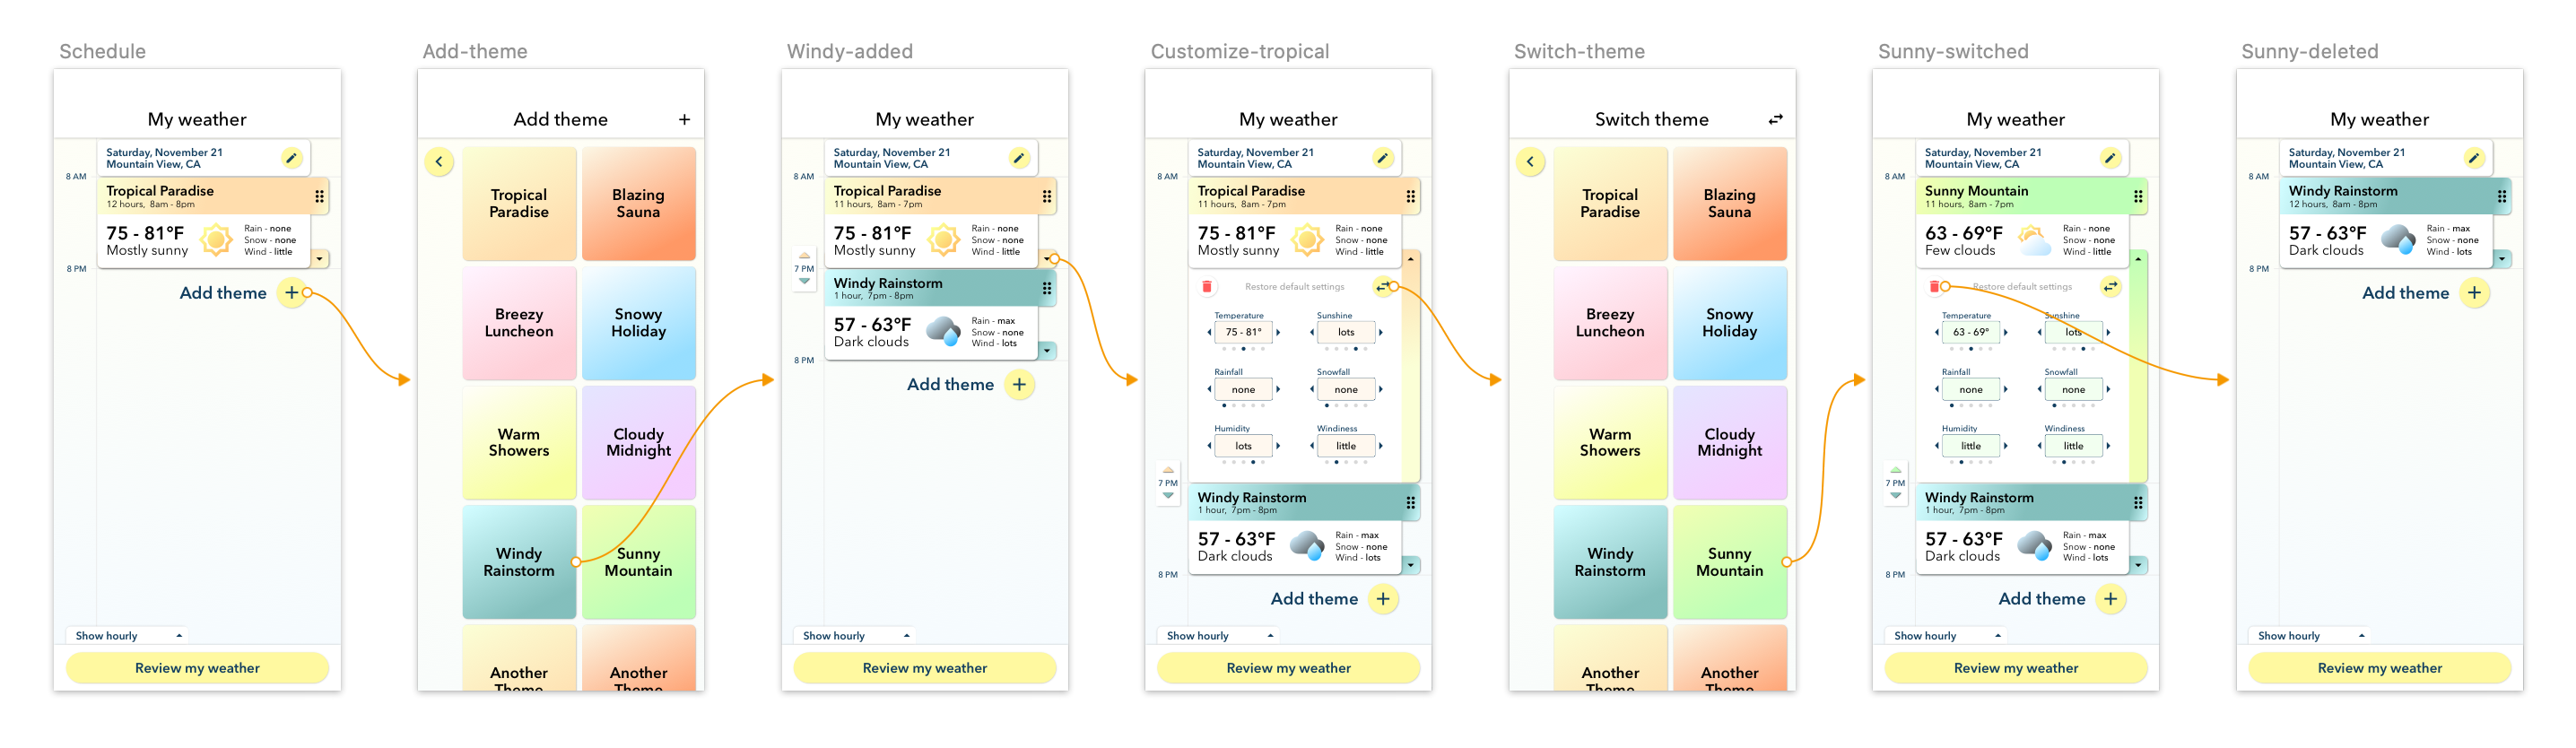 Schedule
My weather
Saturday, November 21
Mountain View, CA
8 AM
Tropical Paradise
12 hours, 8am - 8pm
75 - 81°F
Mostly sunny
Rain - none
Snow - none
Wind - little
8 PM
Add theme
Show hourly
Review my weather
Add-theme
Add theme
Tropical
Paradise
Blazing
Sauna
Breezy
Luncheon
Snowy
Holiday
Warm
Showers
Cloudy
Midnight
Windy
Rainstorm
Sunny
Mountain
Another
Theme
Another
Theme
Windy-added
My weather
Saturday, November 21
Mountain View, CA
8 AM
Tropical Paradise
11 hours, 8am - 7pm
75 - 81°F
Mostly sunny
Rain - none
Snow - none
Wind - little
7 PM
Windy Rainstorm
1 hour, 7pm - 8pm
57 - 63°F
Dark clouds
Rain - max
Snow - none
Wind - lots
8 PM
Add theme
Show hourly
Review my weather
Customize-tropical
My weather
Saturday, November 21
Mountain View, CA
8 AM
Tropical Paradise
11 hours, 8am - 7pm
75 - 81°F
Mostly sunny
Rain - none
Snow - none
Wind - little
Restore default settings
Temperature
75 - 81°
Sunshine
lots
Rainfall
none
Snowfall
none
Humidity
lots
Windiness
little
7 PM
Windy Rainstorm
1 hour, 7pm - 8pm
57 - 63°F
Dark clouds
Rain - max
Snow - none
Wind - lots
8 PM
Add theme
Show hourly
Review my weather
Switch-theme
Switch theme
Tropical
Paradise
Blazing
Sauna
Breezy
Luncheon
Snowy
Holiday
Warm
Showers
Cloudy
Midnight
Windy
Rainstorm
Sunny
Mountain
Another
Theme
Another
Theme
Sunny-switched
My weather
Saturday, November 21
Mountain View, CA
8 AM
Sunny Mountain
11 hours, 8am - 7pm
63 - 69°F
Few clouds
Rain - none
Snow - none
Wind - little
Restore default settings
Temperature
63 - 69°
Sunshine
lots
Rainfall
none
Snowfall
none
Humidity
little
Windiness
little
7 PM
Windy Rainstorm
1 hour, 7pm - 8pm
57 - 63°F
Dark clouds
Rain - max
Snow - none
Wind - lots
8 PM
Add theme
Show hourly
Review my weather
Sunny-deleted
My weather
Saturday, November 21
Mountain View, CA
8 AM
Windy Rainstorm
12 hours, 8am - 8pm
57 - 63°F
Dark clouds
Rain - max
Snow - none
Wind - lots
8 PM
Add theme
Show hourly
Review my weather